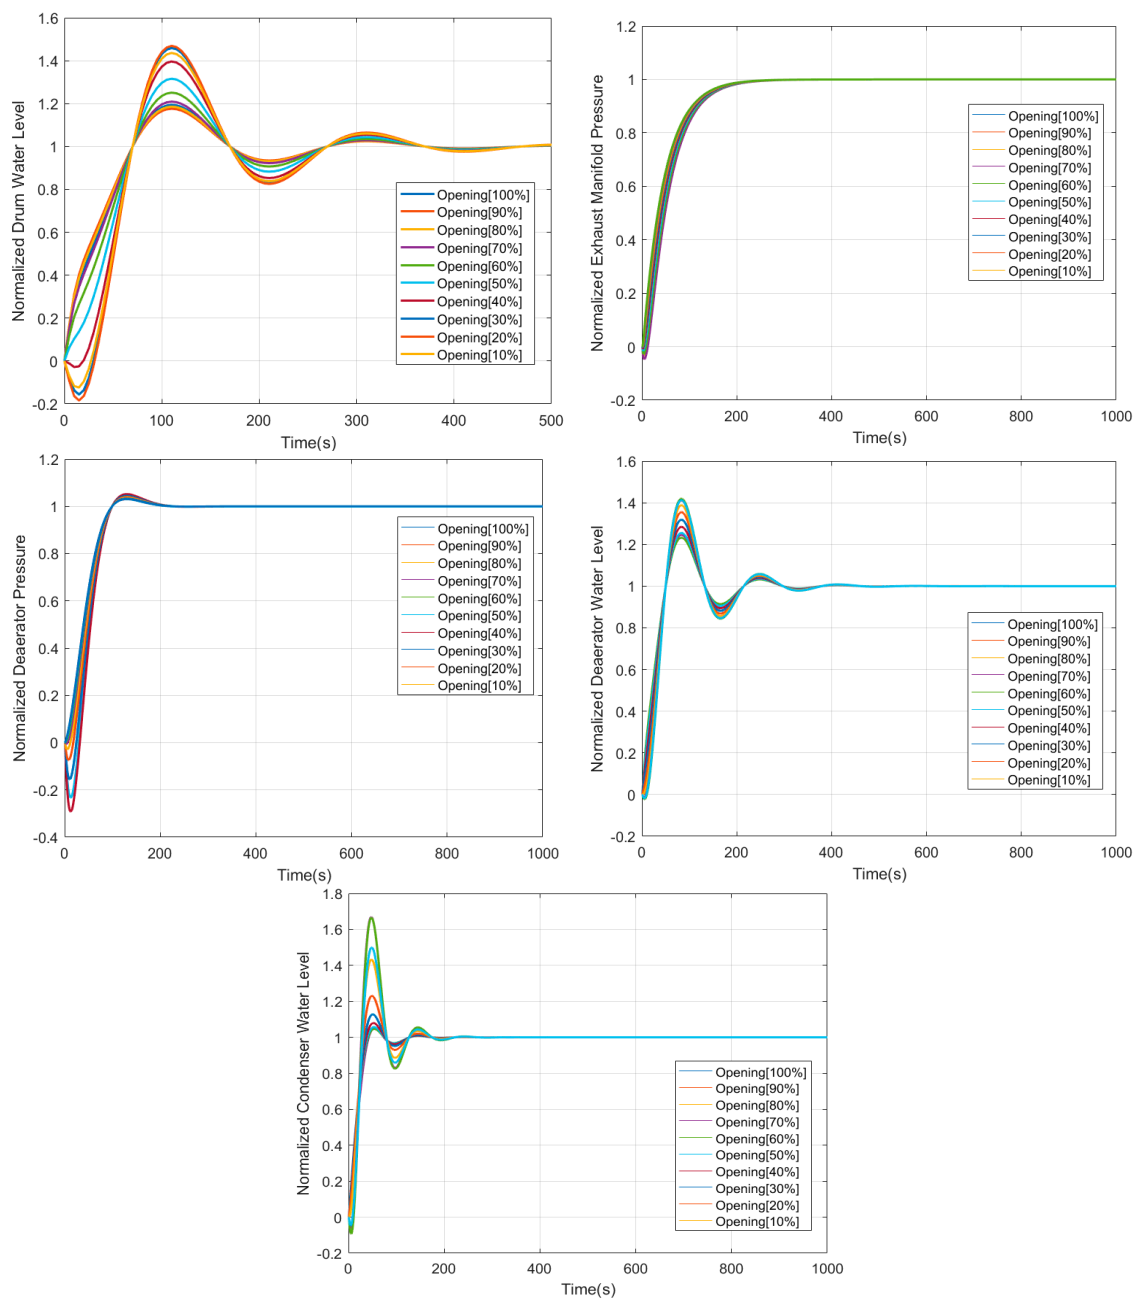 Normalized Drum Water Level
1.6
1.4
1.2
1
0.8
0.6
0.4
0.2
0
-0.2
0
100
200
300
400
500
Time(s)
Opening[100%]
Opening[90%]
Opening[80%]
Opening[70%]
Opening[60%]
Opening[50%]
Opening[40%]
Opening[30%]
Opening[20%]
Opening[10%]
Normalized Exhaust Manifold Pressure
1.2
1
0.8
0.6
0.4
0.2
0
-0.2
0
200
400
600
800
1000
Time(s)
Opening[100%]
Opening[90%]
Opening[80%]
Opening[70%]
Opening[60%]
Opening[50%]
Opening[40%]
Opening[30%]
Opening[20%]
Opening[10%]
Normalized Deaerator Pressure
1.2
1
0.8
0.6
0.4
0.2
0
-0.2
-0.4
0
200
400
600
800
1000
Time(s)
Opening[100%]
Opening[90%]
Opening[80%]
Opening[70%]
Opening[60%]
Opening[50%]
Opening[40%]
Opening[30%]
Opening[20%]
Opening[10%]
Normalized Deaerator Water Level
1.6
1.4
1.2
1
0.8
0.6
0.4
0.2
0
-0.2
0
200
400
600
800
1000
Time(s)
Opening[100%]
Opening[90%]
Opening[80%]
Opening[70%]
Opening[60%]
Opening[50%]
Opening[40%]
Opening[30%]
Opening[20%]
Opening[10%]
Normalized Condenser Water Level
1.8
1.6
1.4
1.2
1
0.8
0.6
0.4
0.2
0
-0.2
0
200
400
600
800
1000
Time(s)
Opening[100%]
Opening[90%]
Opening[80%]
Opening[70%]
Opening[60%]
Opening[50%]
Opening[40%]
Opening[30%]
Opening[20%]
Opening[10%]